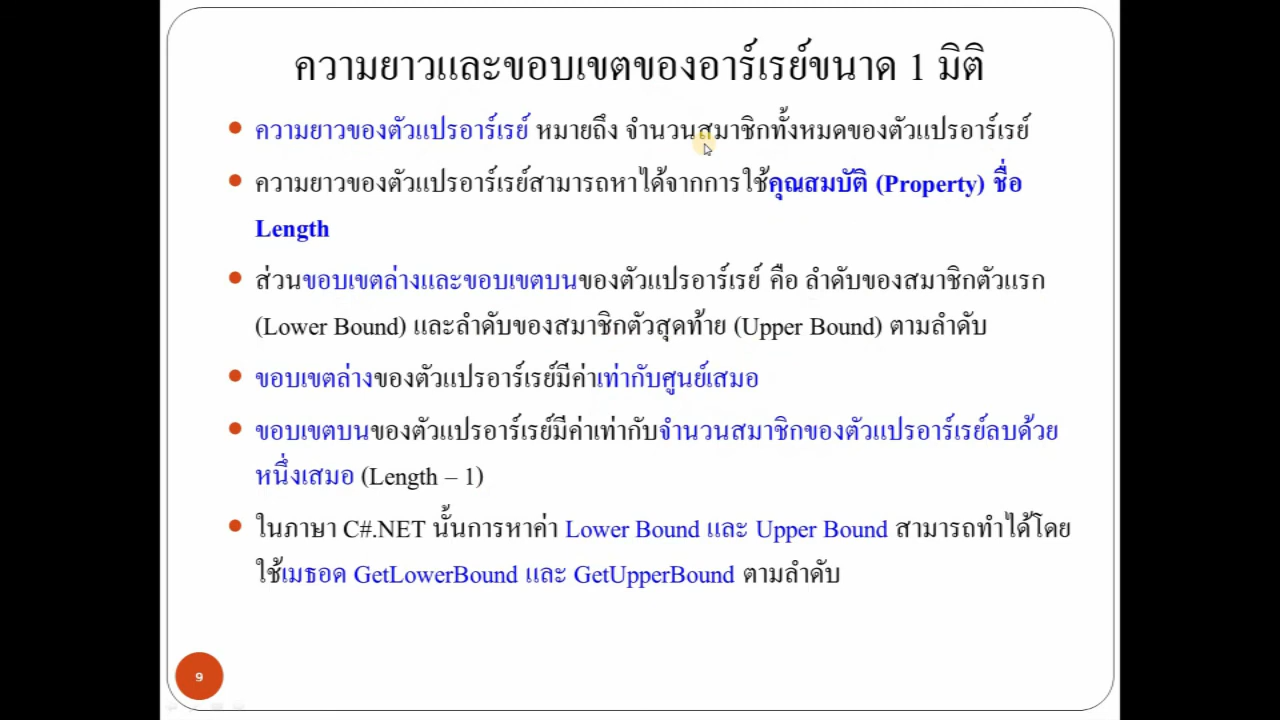 ความยาวและขอบเขตของอาร์เรย์ขนาด 1 มิติ
• ความยาวของตัวแปรอาร์เรย์ หมายถึง จำนวนสมาชิกทั้งหมดของตัวแปรอาร์เรย์
• ความยาวของตัวแปรอาร์เรย์สามารถหาได้จากการใช้คุณสมบัติ (Property) ชื่อ
Length
• ส่วนขอบเขตล่างและขอบเขตบนของตัวแปรอาร์เรย์ คือ ลำดับของสมาชิกตัวแรก
(Lower Bound) และลำดับของสมาชิกตัวสุดท้าย (Upper Bound) ตามลำดับ
• ขอบเขตล่างของตัวแปรอาร์เรย์มีค่าเท่ากับศูนย์เสมอ
• ขอบเขตบนของตัวแปรอาร์เรย์มีค่าเท่ากับจำนวนสมาชิกของตัวแปรอาร์เรย์ลบด้วย
หนึ่งเสมอ (Length – 1)
• ในภาษา C#.NET นั้นการหาค่า Lower Bound และ Upper Bound สามารถทำได้โดย
ใช้เมธอด GetLowerBound และ GetUpperBound ตามลำดับ
9